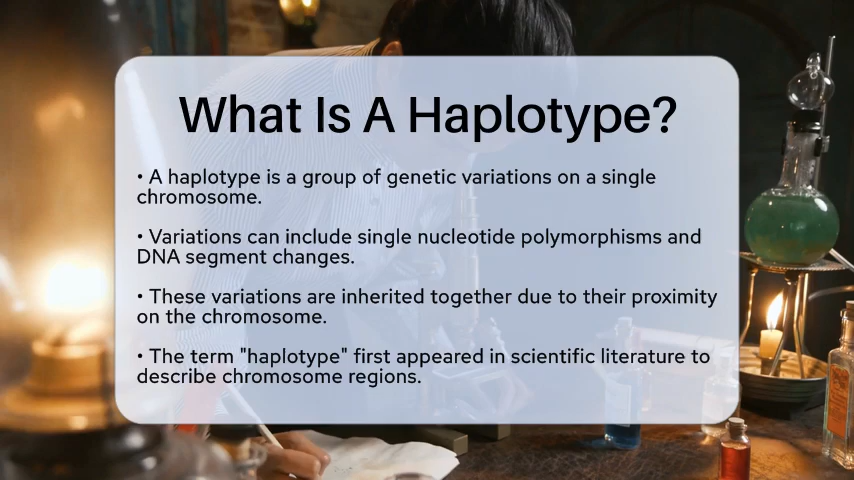 What Is A Haplotype?
• A haplotype is a group of genetic variations on a single
chromosome.
• Variations can include single nucleotide polymorphisms and
DNA segment changes.
• These variations are inherited together due to their proximity
on the chromosome.
• The term "haplotype" first appeared in scientific literature to
describe chromosome regions.